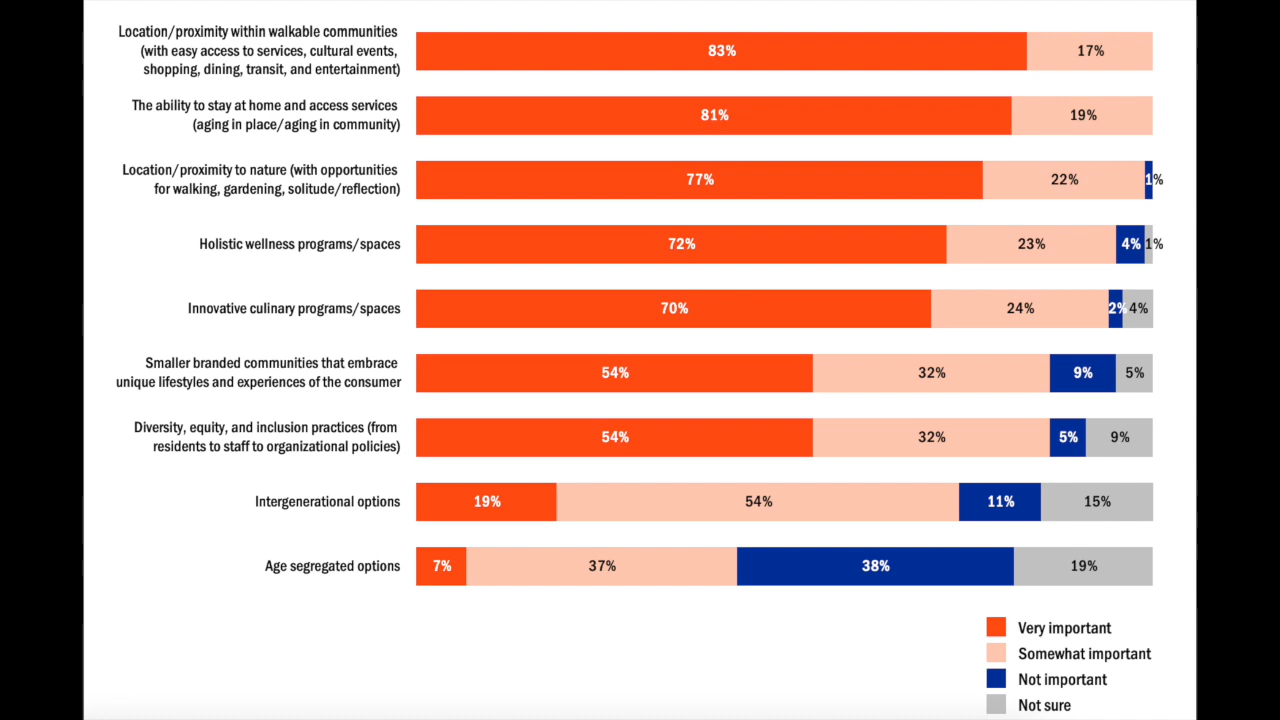 Location/proximity within walkable communities
(with easy access to services, cultural events,
shopping, dining, transit, and entertainment)
83% 17%
The ability to stay at home and access services
(aging in place/aging in community)
81% 19%
Location/proximity to nature (with opportunities
for walking, gardening, solitude/reflection)
77% 22% 1%
Holistic wellness programs/spaces
72% 23% 4% 1%
Innovative culinary programs/spaces
70% 24% 2% 4%
Smaller branded communities that embrace
unique lifestyles and experiences of the consumer
54% 32% 9% 5%
Diversity, equity, and inclusion practices (from
residents to staff to organizational policies)
54% 32% 5% 9%
Intergenerational options
19% 54% 11% 15%
Age segregated options
7% 37% 38% 19%
Very important
Somewhat important
Not important
Not sure